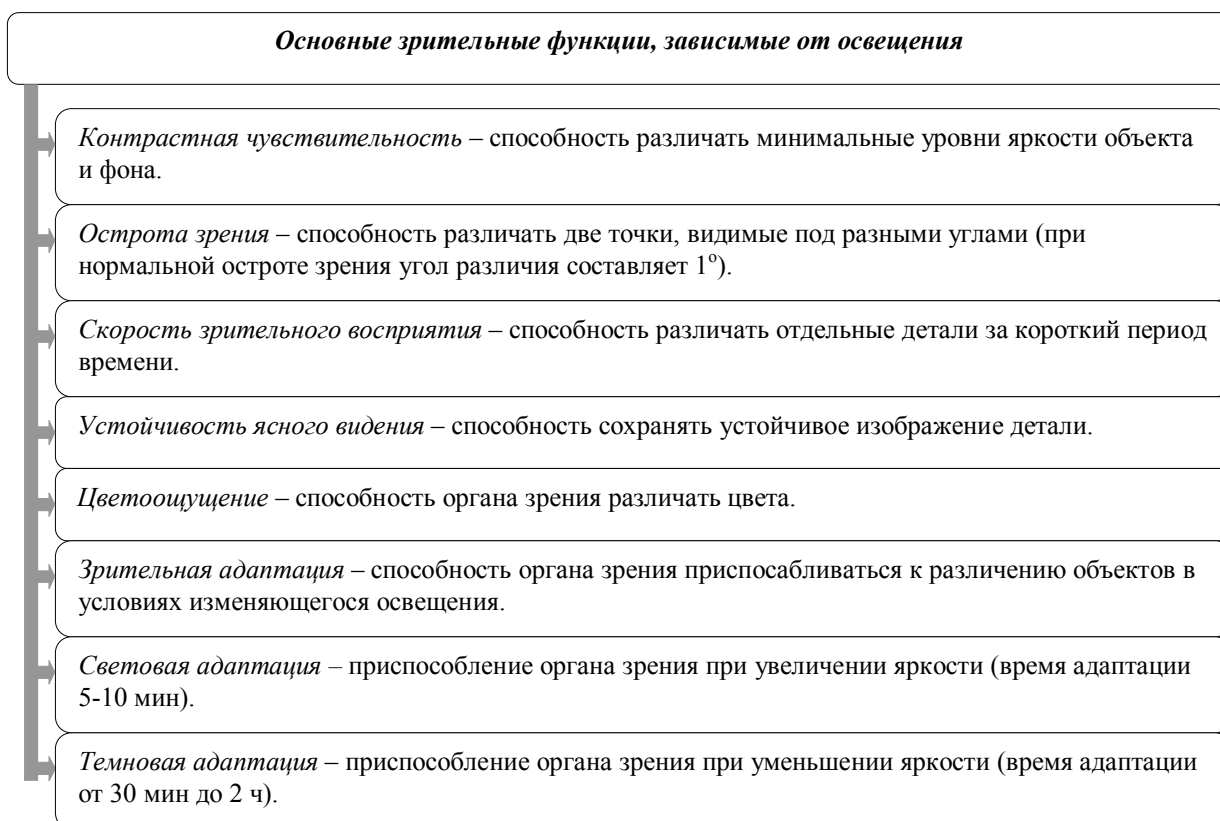 Основные зрительные функции, зависимые от освещения
Контрастная чувствительность – способность различать минимальные уровни яркости объекта
и фона.
Острота зрения – способность различать две точки, видимые под разными углами (при
нормальной остроте зрения угол различия составляет 1°).
Скорость зрительного восприятия – способность различать отдельные детали за короткий период
времени.
Устойчивость ясного видения – способность сохранять устойчивое изображение детали.
Цветоощущение – способность органа зрения различать цвета.
Зрительная адаптация – способность органа зрения приспосабливаться к различению объектов в
условиях изменяющегося освещения.
Световая адаптация – приспособление органа зрения при увеличении яркости (время адаптации
5-10 мин).
Темновая адаптация – приспособление органа зрения при уменьшении яркости (время адаптации
от 30 мин до 2 ч).